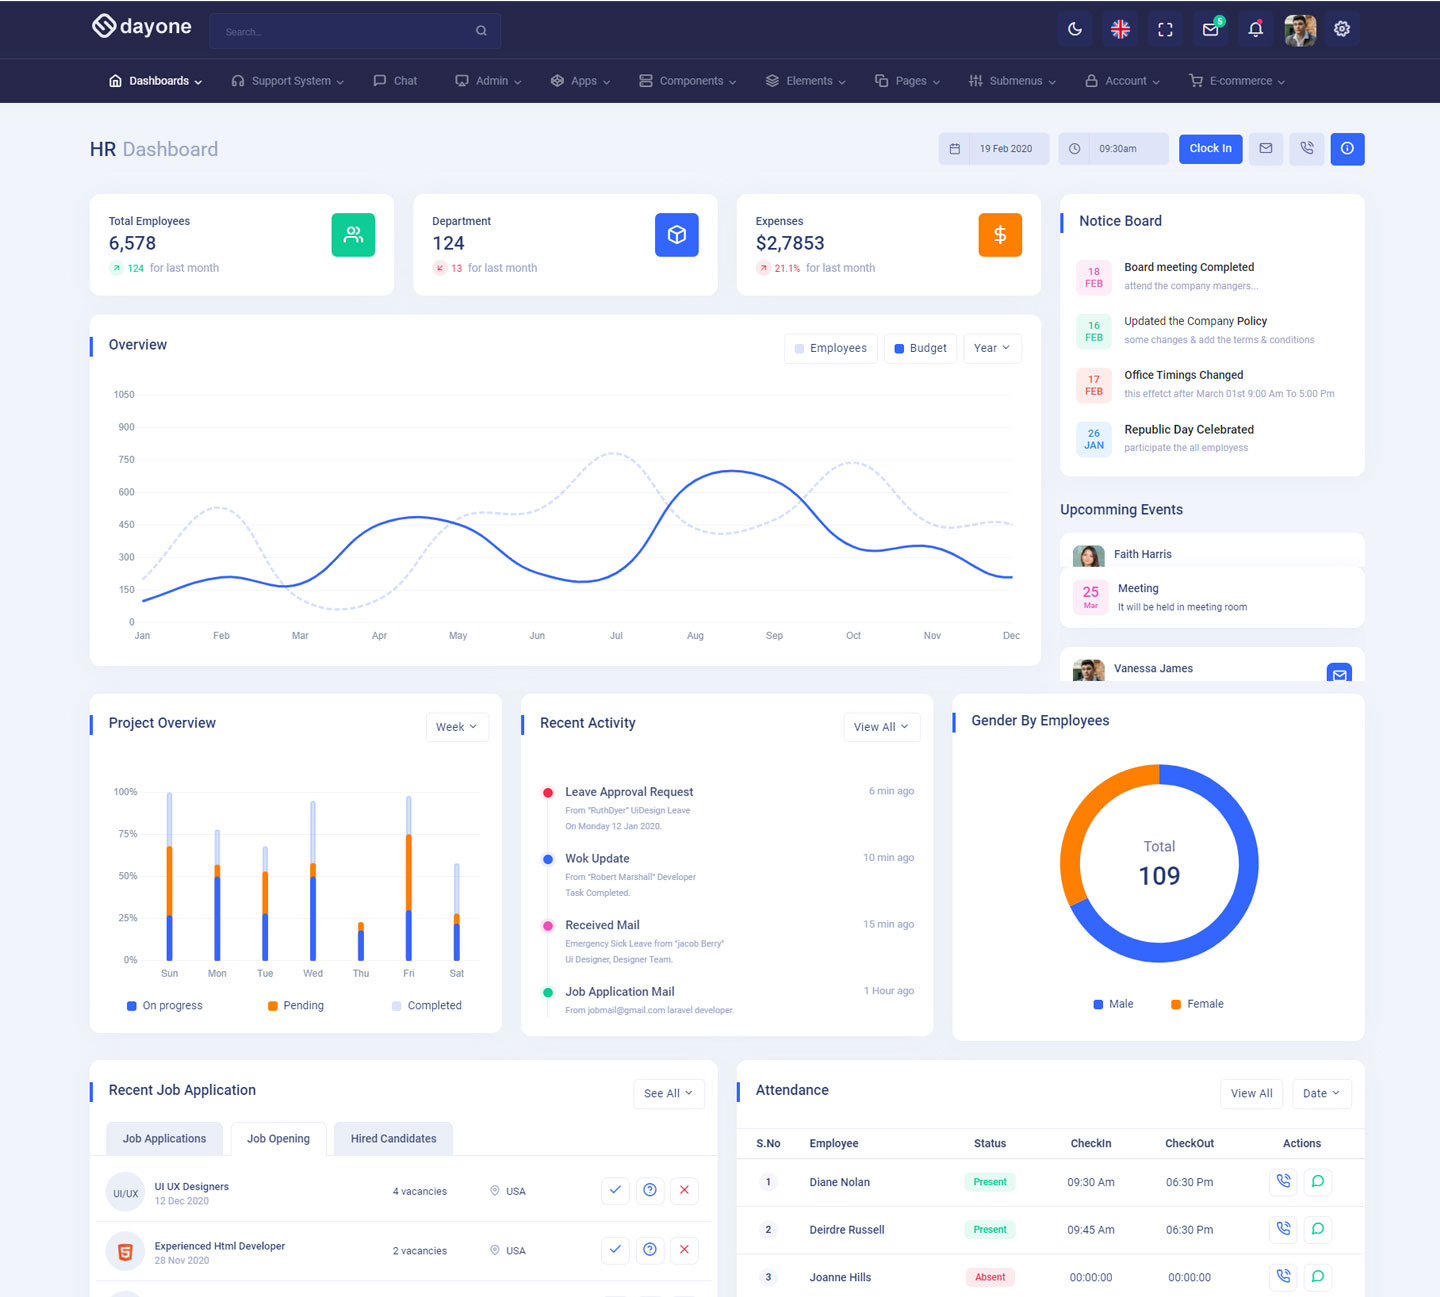 dayone
Search...
5
Dashboards
Support System
Chat
Admin
Apps
Components
Elements
Pages
Submenus
Account
E-commerce
HR Dashboard
19 Feb 2020
09:30am
Clock In
Total Employees
6,578
124 for last month
Department
124
13 for last month
Expenses
$2,7853
21.1% for last month
Notice Board
18 FEB
Board meeting Completed
attend the company mangers...
16 FEB
Updated the Company Policy
some changes & add the terms & conditions
17 FEB
Office Timings Changed
this effetct after March 01st 9:00 Am To 5:00 Pm
26 JAN
Republic Day Celebrated
participate the all employess
Overview
Employees
Budget
Year
1050
900
750
600
450
300
150
0
Jan Feb Mar Apr May Jun Jul Aug Sep Oct Nov Dec
Upcomming Events
Faith Harris
25 Mar
Meeting
It will be held in meeting room
Vanessa James
Project Overview
Week
100%
75%
50%
25%
0%
Sun Mon Tue Wed Thu Fri Sat
On progress
Pending
Completed
Recent Activity
View All
Leave Approval Request
6 min ago
From "RuthDyer" UiDesign Leave
On Monday 12 Jan 2020.
Wok Update
10 min ago
From "Robert Marshall" Developer
Task Completed.
Received Mail
15 min ago
Emergency Sick Leave from "jacob Berry"
Ui Designer, Designer Team.
Job Application Mail
1 Hour ago
From jobmail@gmail.com laravel developer.
Gender By Employees
Total
109
Male
Female
Recent Job Application
See All
Job Applications
Job Opening
Hired Candidates
UI/UX
UI UX Designers
12 Dec 2020
4 vacancies
USA
5
Experienced Html Developer
28 Nov 2020
2 vacancies
USA
Attendance
View All
Date
S.No Employee Status CheckIn CheckOut Actions
1 Diane Nolan Present 09:30 Am 06:30 Pm
2 Deirdre Russell Present 09:45 Am 06:30 Pm
3 Joanne Hills Absent 00:00:00 00:00:00